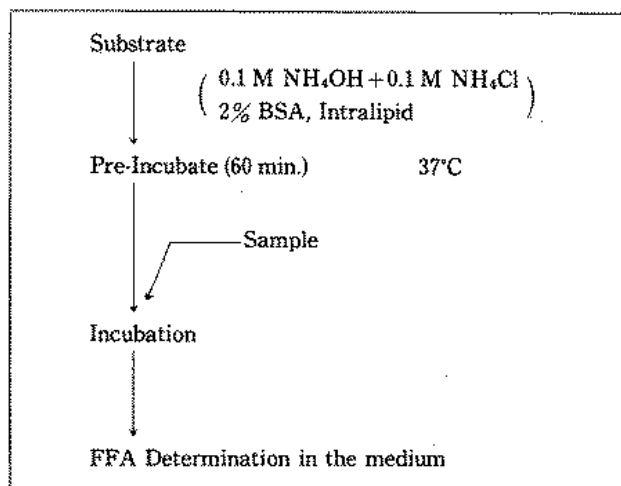 Substrate
0.1 M NH₄OH+0.1 M NH₄Cl
2% BSA, Intralipid
Pre-Incubate (60 min.) 37°C
Sample
Incubation
FFA Determination in the medium